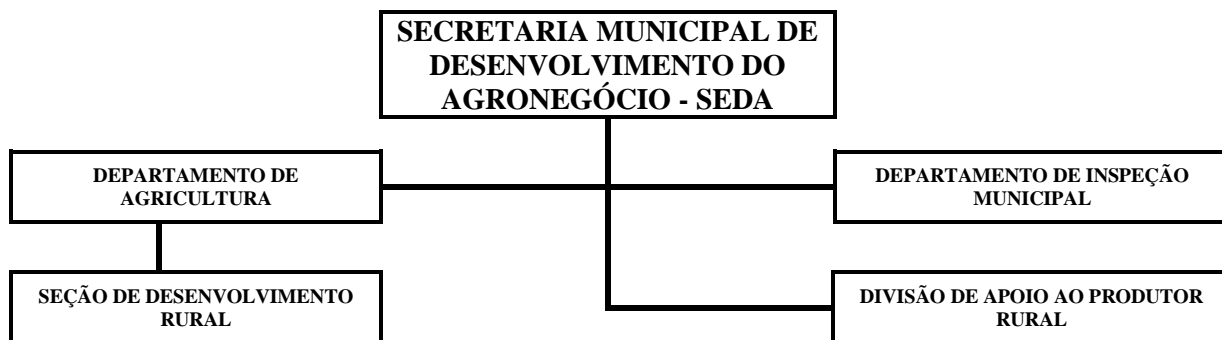 SECRETARIA MUNICIPAL DE
DESENVOLVIMENTO DO
AGRONEGÓCIO - SEDA
DEPARTAMENTO DE
AGRICULTURA
DEPARTAMENTO DE INSPEÇÃO
MUNICIPAL
SEÇÃO DE DESENVOLVIMENTO
RURAL
DIVISÃO DE APOIO AO PRODUTOR
RURAL